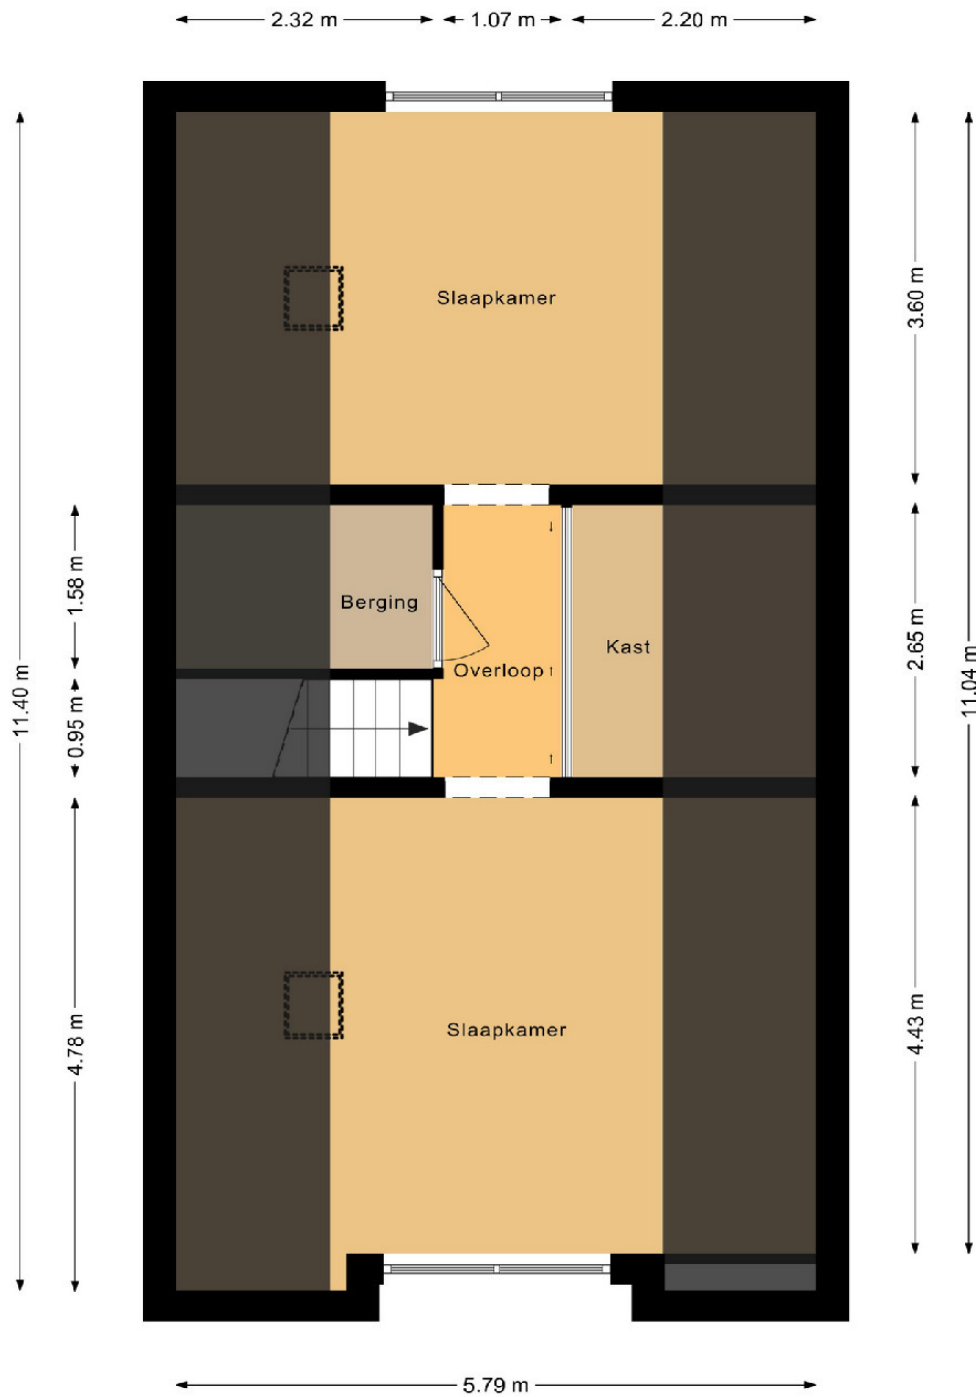 2.32 m
1.07 m
2.20 m
Slaapkamer
3.60 m
1.58 m
Berging
Kast
2.65 m
Overloop
11.40 m
11.04 m
0.95 m
Slaapkamer
4.78 m
4.43 m
5.79 m